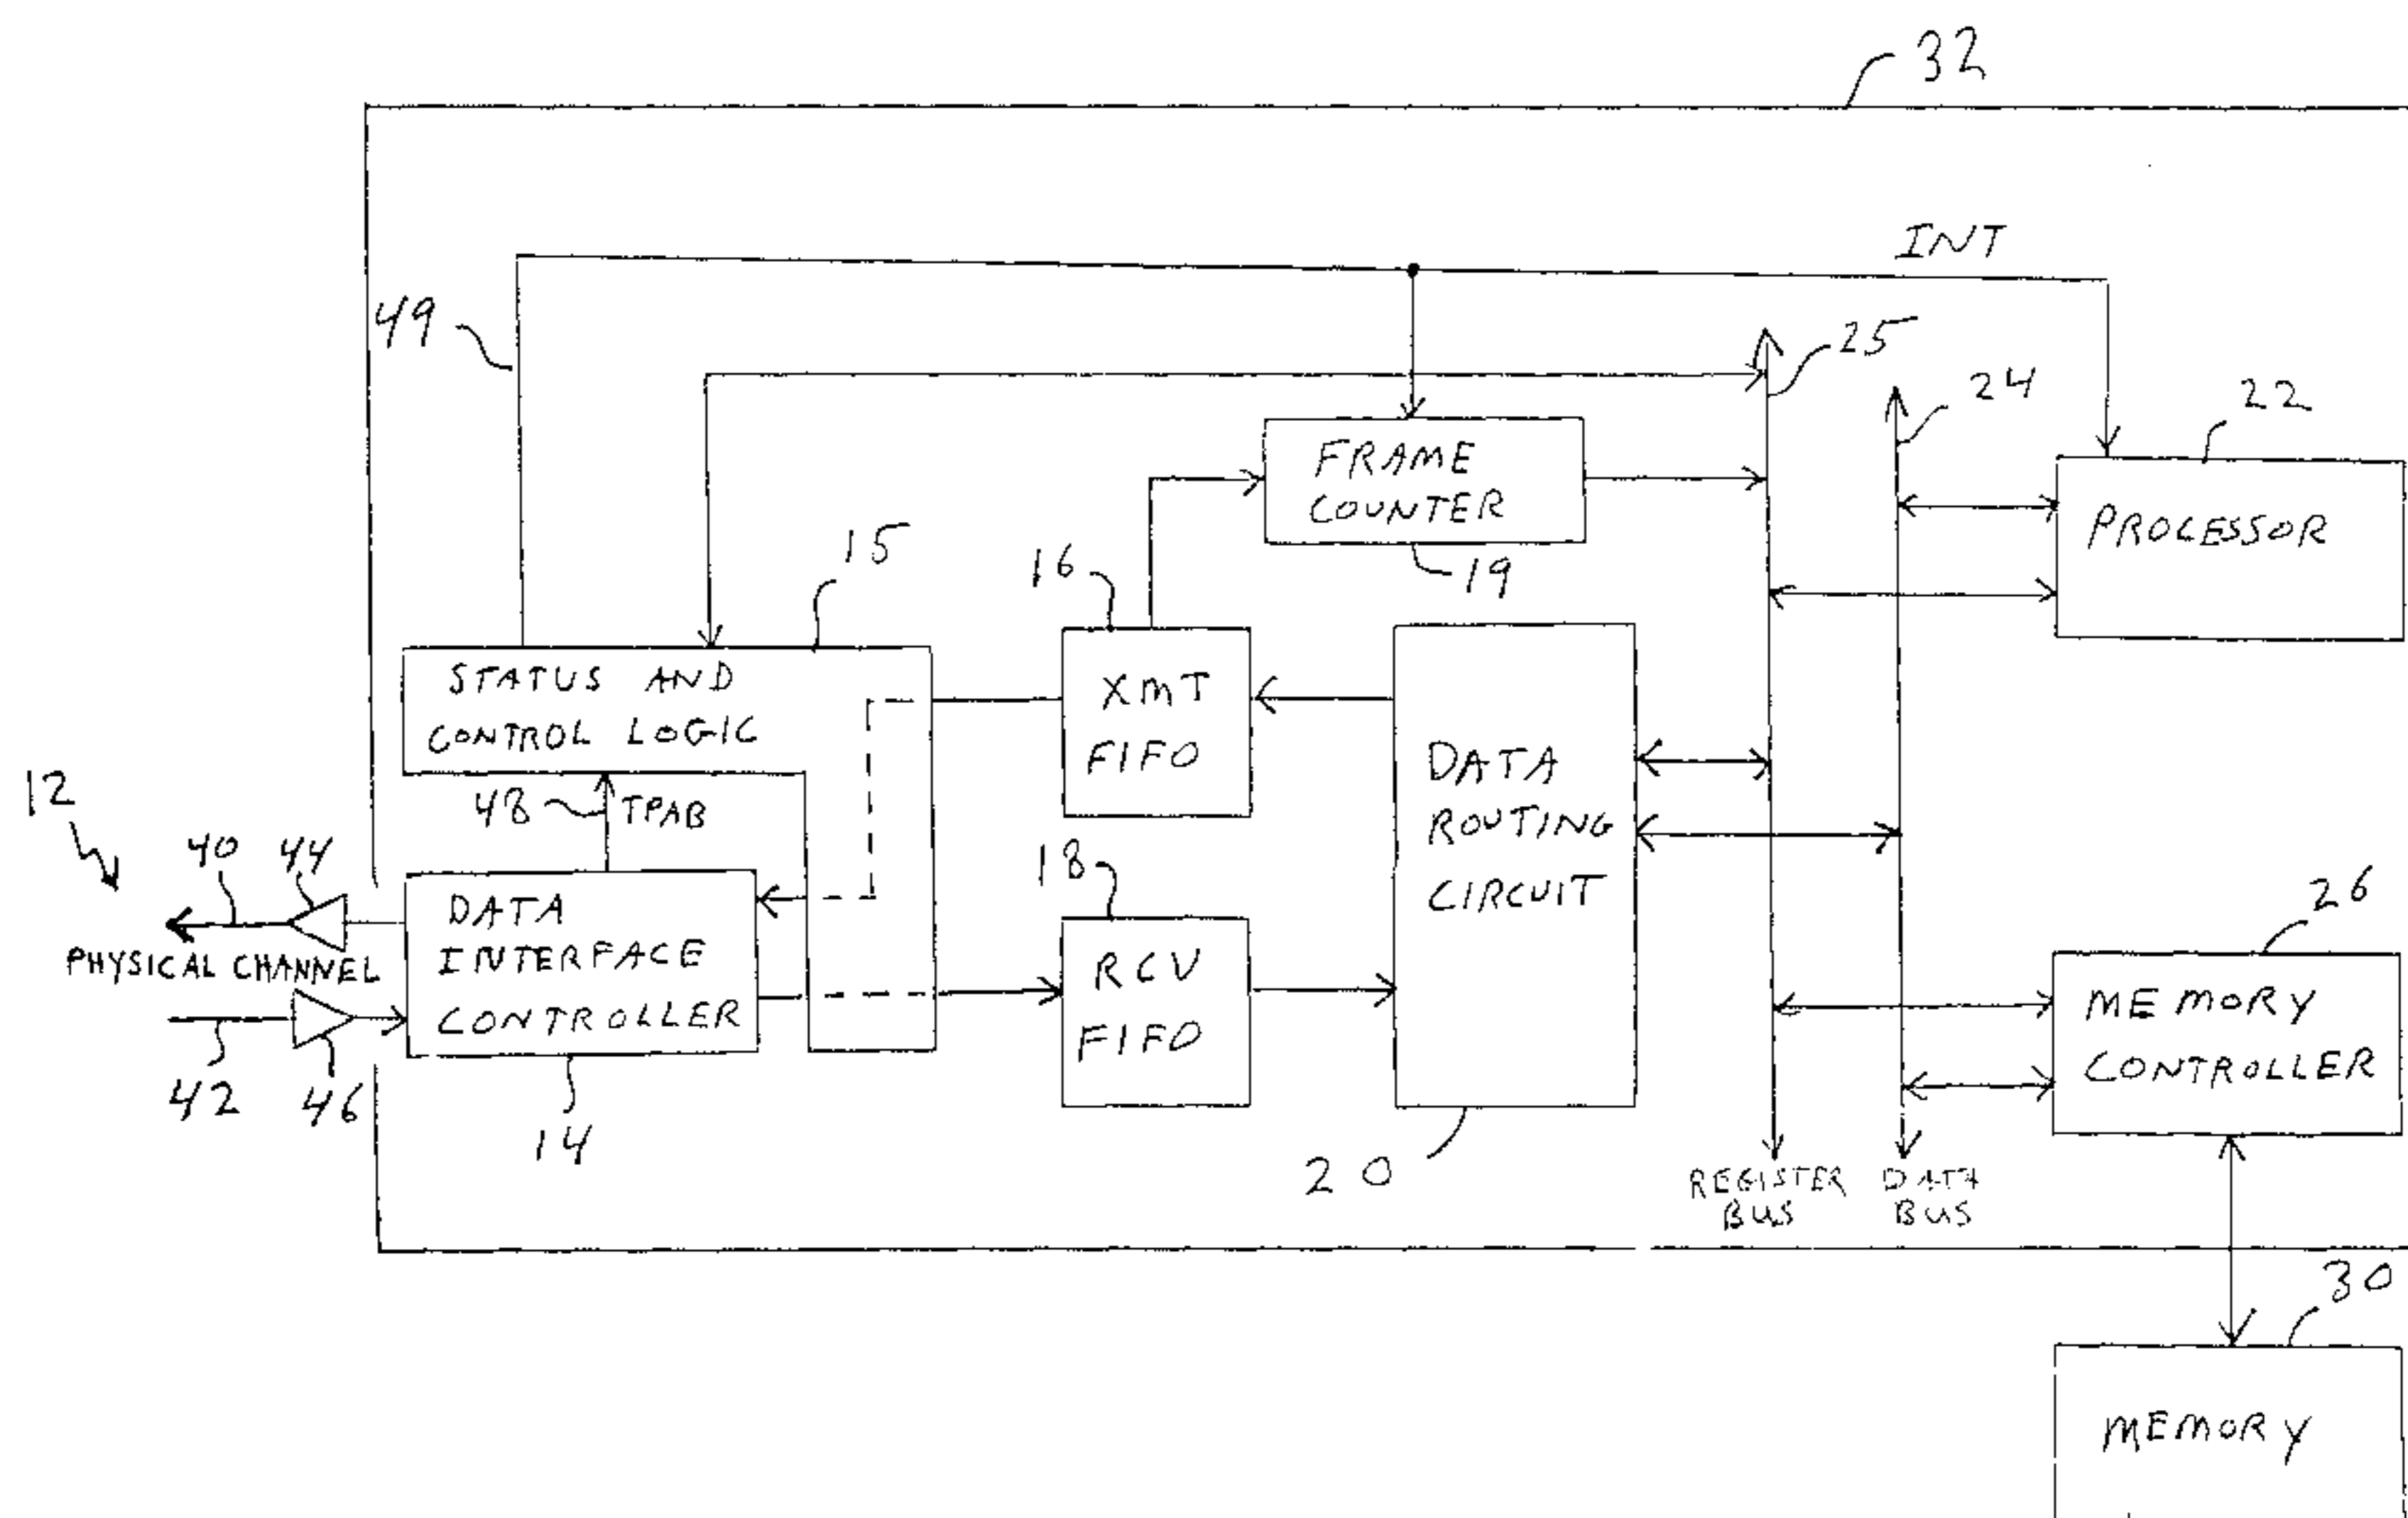 32
INT
49
25
24
22
FRAME
COUNTER
19
PROCESSOR
15
16
STATUS AND
CONTROL LOGIC
XMT
FIFO
DATA
ROUTING
CIRCUIT
12
48
TPAB
40
44
18
26
PHYSICAL CHANNEL
DATA
INTERFACE
CONTROLLER
RCV
FIFO
MEMORY
CONTROLLER
42
46
14
20
REGISTER
BUS
DATA
BUS
30
MEMORY